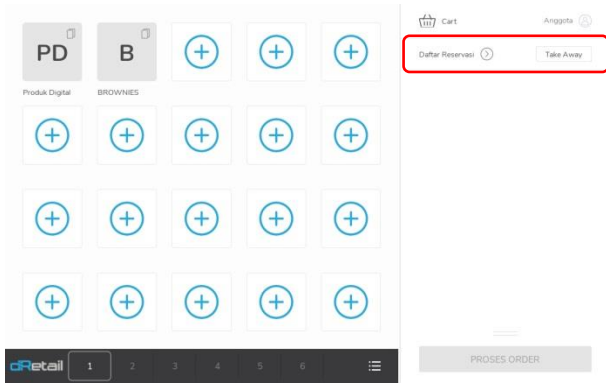 PD
B
Produk Digital
BROWNIES
Cart
Anggota
Daftar Reservasi
Take Away
PROSES ORDER
dRetail
1
2
3
4
5
6